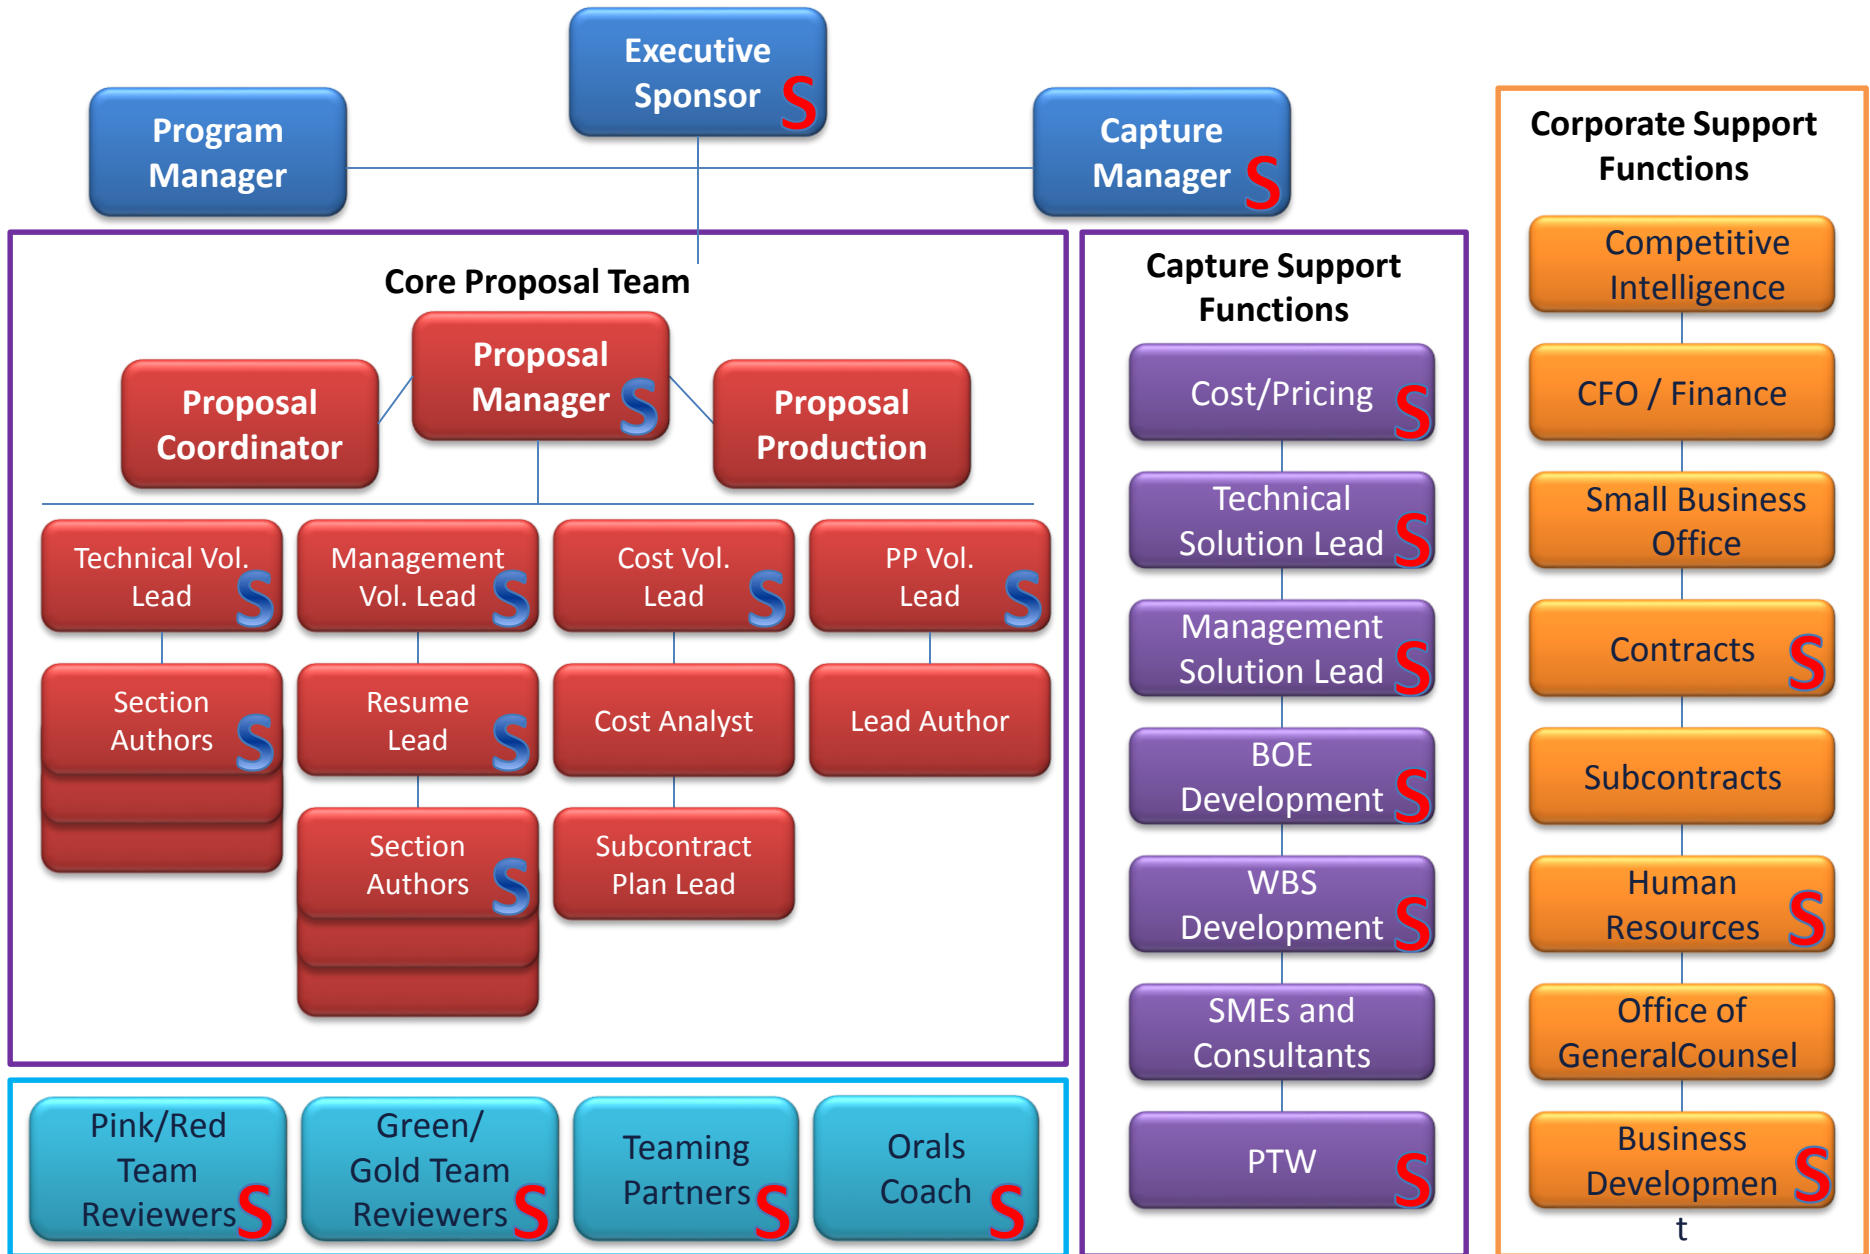 Executive
Sponsor S
Program
Manager
Capture
Manager S
Core Proposal Team
Proposal
Manager S
Proposal
Coordinator
Proposal
Production
Technical Vol.
Lead S
Management
Vol. Lead S
Cost Vol.
Lead S
PP Vol.
Lead S
Section
Authors S
Resume
Lead S
Cost Analyst
Lead Author
Section
Authors S
Subcontract
Plan Lead
Pink/Red
Team
Reviewers S
Green/
Gold Team
Reviewers S
Teaming
Partners S
Orals
Coach S
Capture Support
Functions
Cost/Pricing S
Technical
Solution Lead S
Management
Solution Lead S
BOE
Development S
WBS
Development S
SMEs and
Consultants
PTW S
Corporate Support
Functions
Competitive
Intelligence
CFO / Finance
Small Business
Office
Contracts S
Subcontracts
Human
Resources S
Office of
GeneralCounsel
Business
Developmen S
t